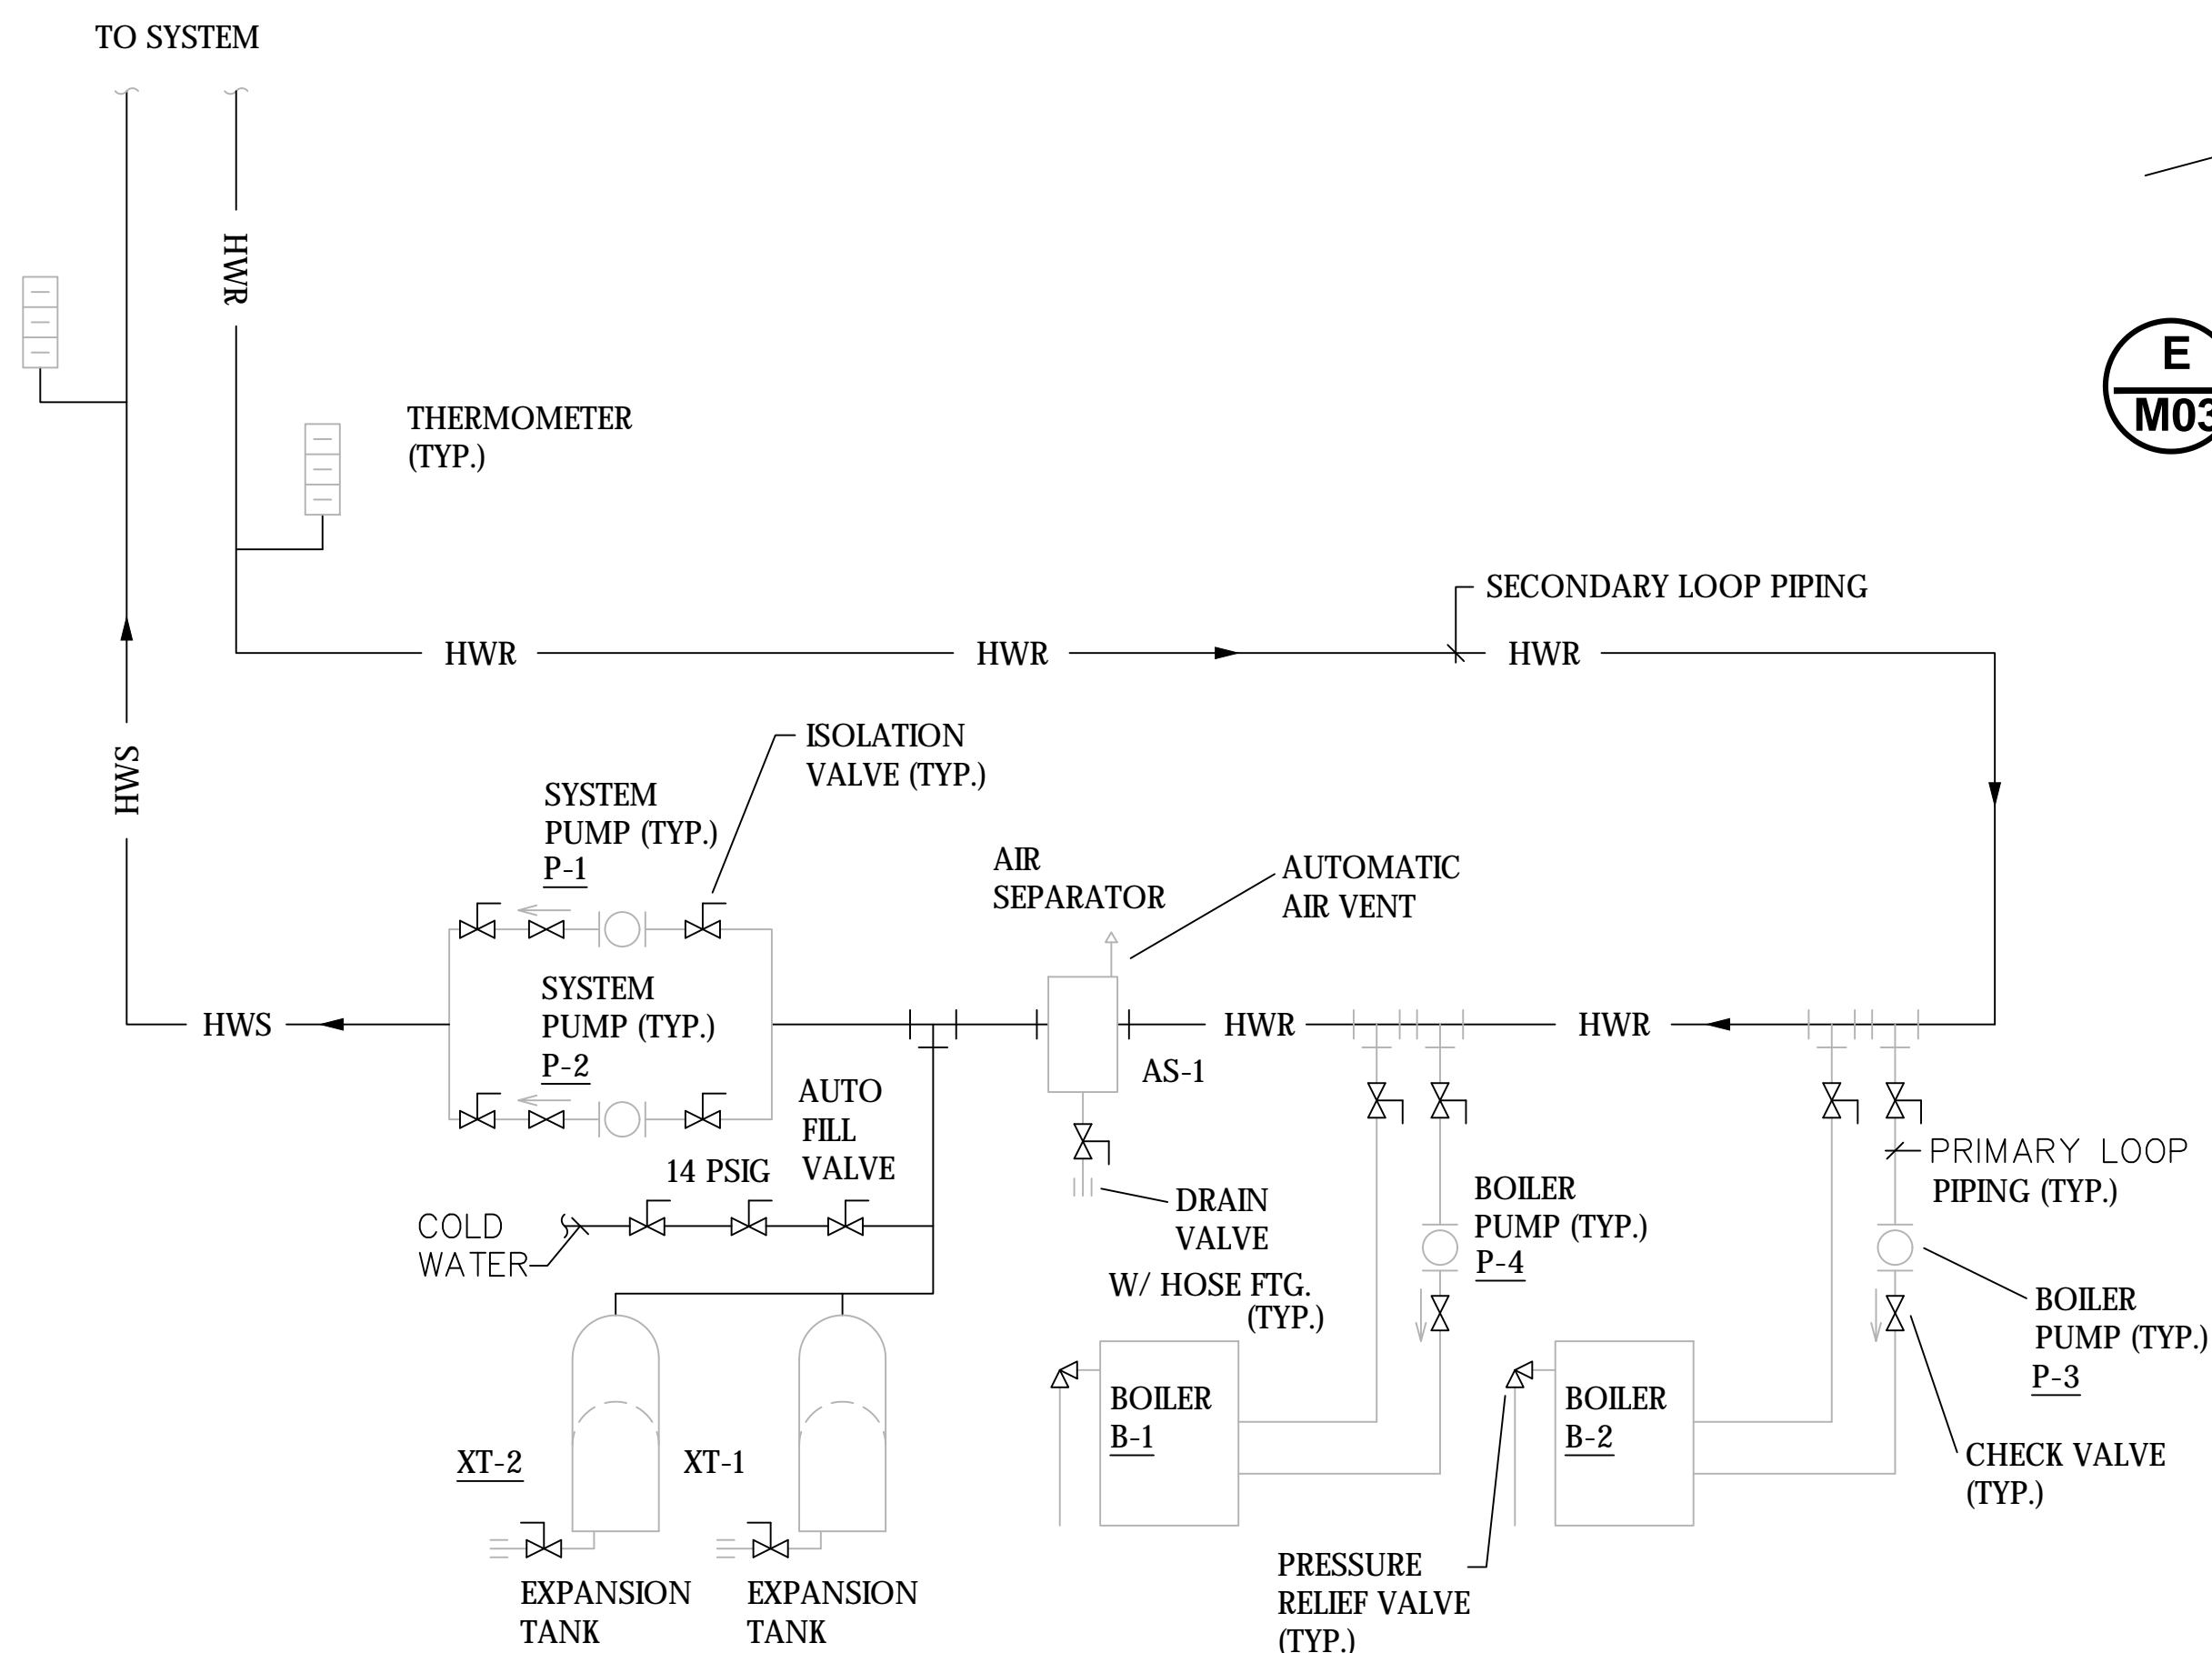 TO SYSTEM
HWR
E
M03
THERMOMETER
(TYP.)
SECONDARY LOOP PIPING
HWR
HWR
HWR
HWS
ISOLATION
VALVE (TYP.)
SYSTEM
PUMP (TYP.)
P-1
AIR
SEPARATOR
AUTOMATIC
AIR VENT
SYSTEM
PUMP (TYP.)
P-2
HWS
HWR
HWR
AS-1
AUTO
FILL
VALVE
14 PSIG
COLD
WATER
DRAIN
VALVE
W/ HOSE FTG.
(TYP.)
BOILER
PUMP (TYP.)
P-4
PRIMARY LOOP
PIPING (TYP.)
BOILER
PUMP (TYP.)
P-3
BOILER
B-1
BOILER
B-2
CHECK VALVE
(TYP.)
XT-2
XT-1
EXPANSION
TANK
EXPANSION
TANK
PRESSURE
RELIEF VALVE
(TYP.)